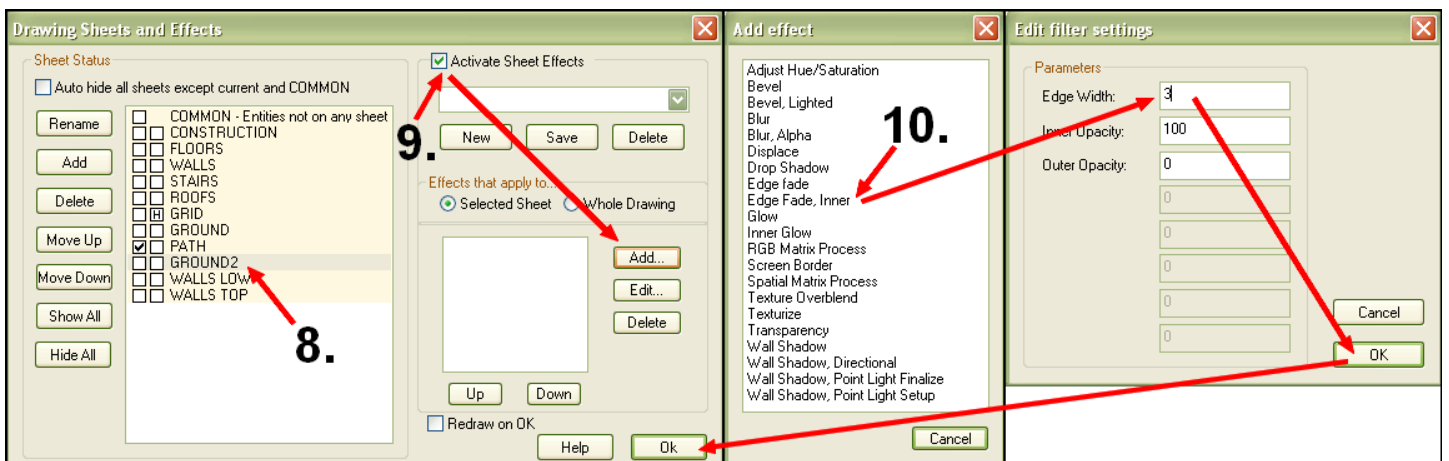 Drawing Sheets and Effects
Sheet Status
Auto hide all sheets except current and COMMON
Rename
Add
Delete
Move Up
Move Down
Show All
Hide All
COMMON - Entities not on any sheet
CONSTRUCTION
FLOORS
WALLS
STAIRS
ROOFS
H GRID
GROUND
PATH
GROUND2
WALLS LOW
WALLS TOP
8.
Activate Sheet Effects
9.
New Save Delete
Effects that apply to...
Selected Sheet Whole Drawing
Add...
Edit...
Delete
Up Down
Redraw on OK
Help Ok
Add effect
Adjust Hue/Saturation
Bevel
Bevel, Lighted
Blur
Blur, Alpha
Displace
Drop Shadow
Edge fade
Edge Fade, Inner
Glow
Inner Glow
RGB Matrix Process
Screen Border
Spatial Matrix Process
Texture Overblend
Texturize
Transparency
Wall Shadow
Wall Shadow, Directional
Wall Shadow, Point Light Finalize
Wall Shadow, Point Light Setup
10.
Cancel
Edit filter settings
Parameters
Edge Width: 3
Inner Opacity: 100
Outer Opacity: 0
0
0
0
0
0
Cancel
OK